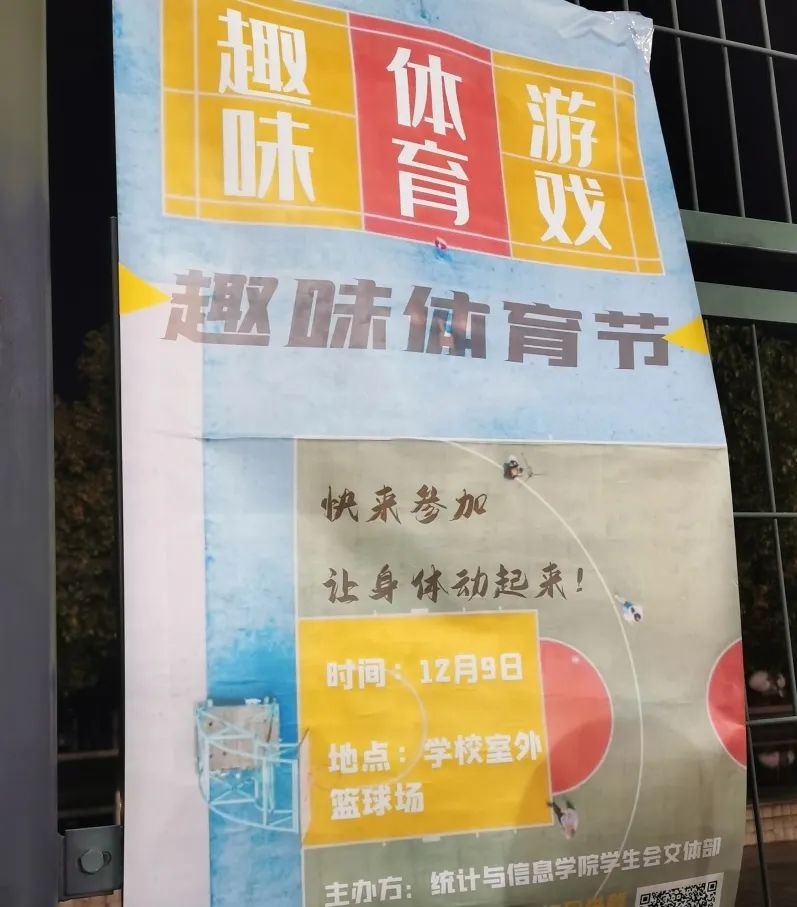 趣味
体育
游戏
趣味体育节
快来参加
让身体动起来！
时间：12月9日
地点：学校室外
篮球场
主办方：统计与信息学院学生会文体部